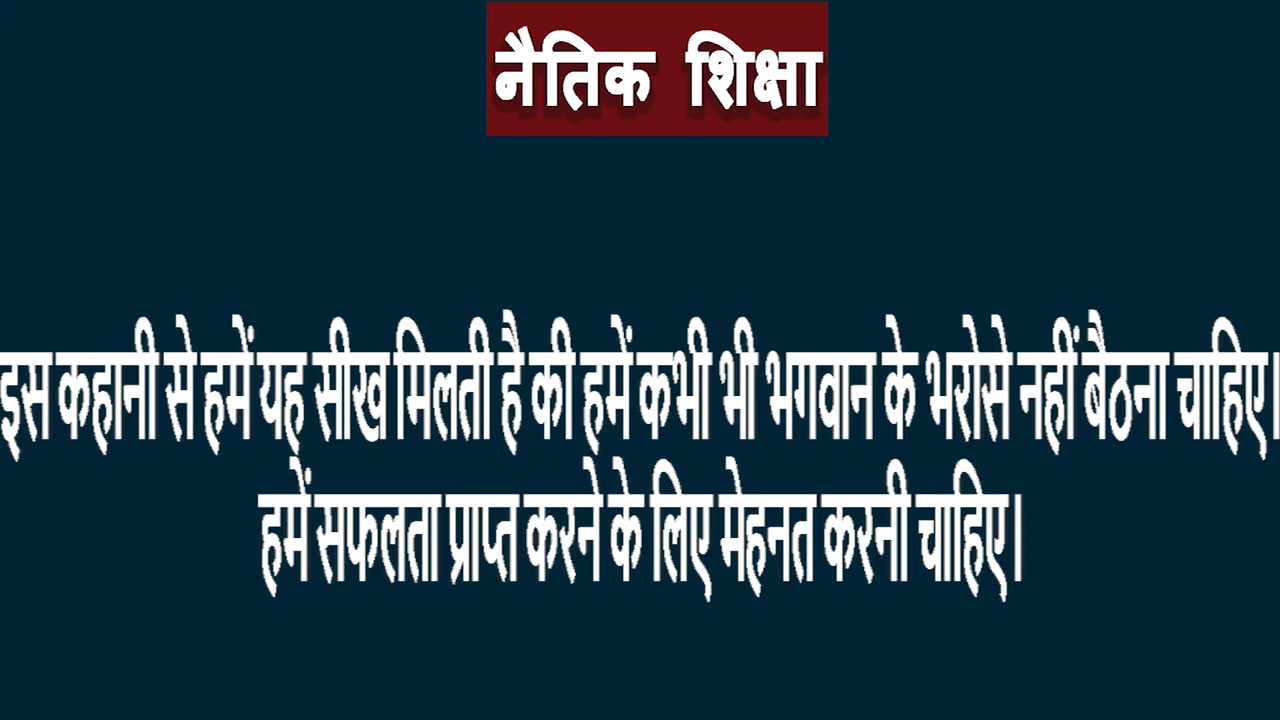 नैतिक शिक्षा
इस कहानी से हमें यह सीख मिलती है की हमें कभी भी भगवान के भरोसे नहीं बैठना चाहिए।
हमें सफलता प्राप्त करने के लिए मेहनत करनी चाहिए।